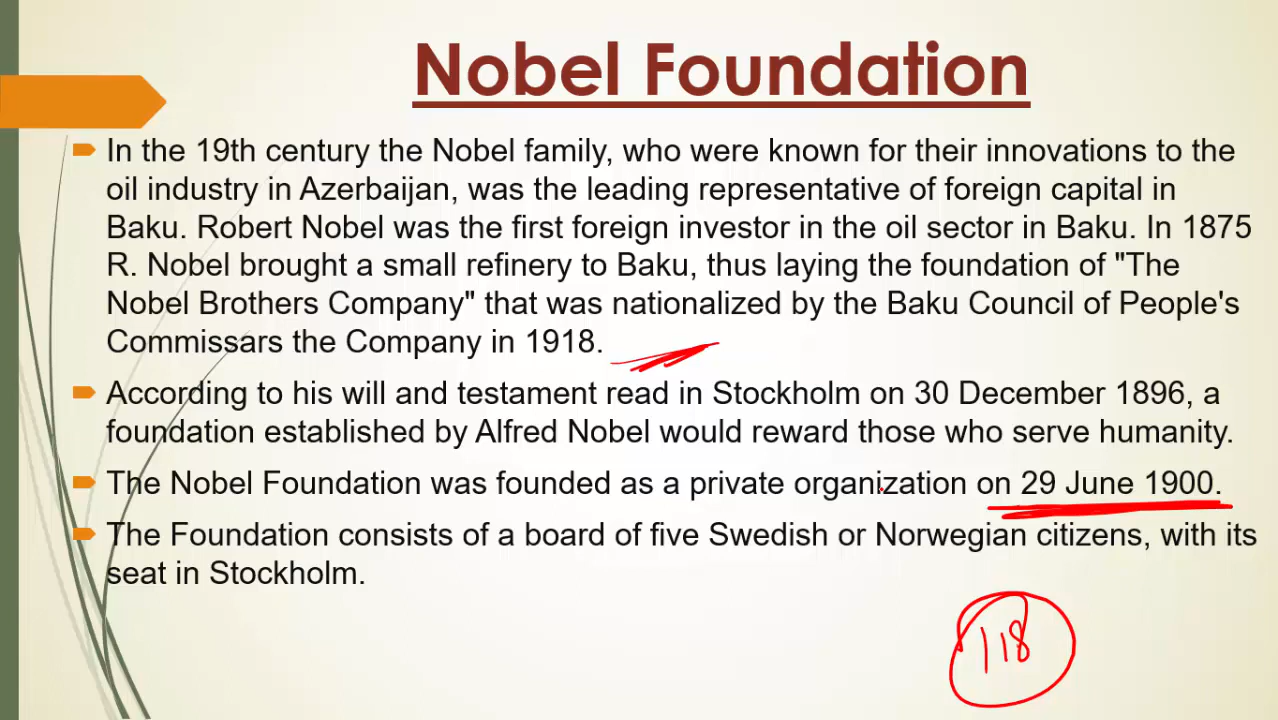 Nobel Foundation
In the 19th century the Nobel family, who were known for their innovations to the
oil industry in Azerbaijan, was the leading representative of foreign capital in
Baku. Robert Nobel was the first foreign investor in the oil sector in Baku. In 1875
R. Nobel brought a small refinery to Baku, thus laying the foundation of "The
Nobel Brothers Company" that was nationalized by the Baku Council of People's
Commissars the Company in 1918.
According to his will and testament read in Stockholm on 30 December 1896, a
foundation established by Alfred Nobel would reward those who serve humanity.
The Nobel Foundation was founded as a private organization on 29 June 1900.
The Foundation consists of a board of five Swedish or Norwegian citizens, with its
seat in Stockholm.
118